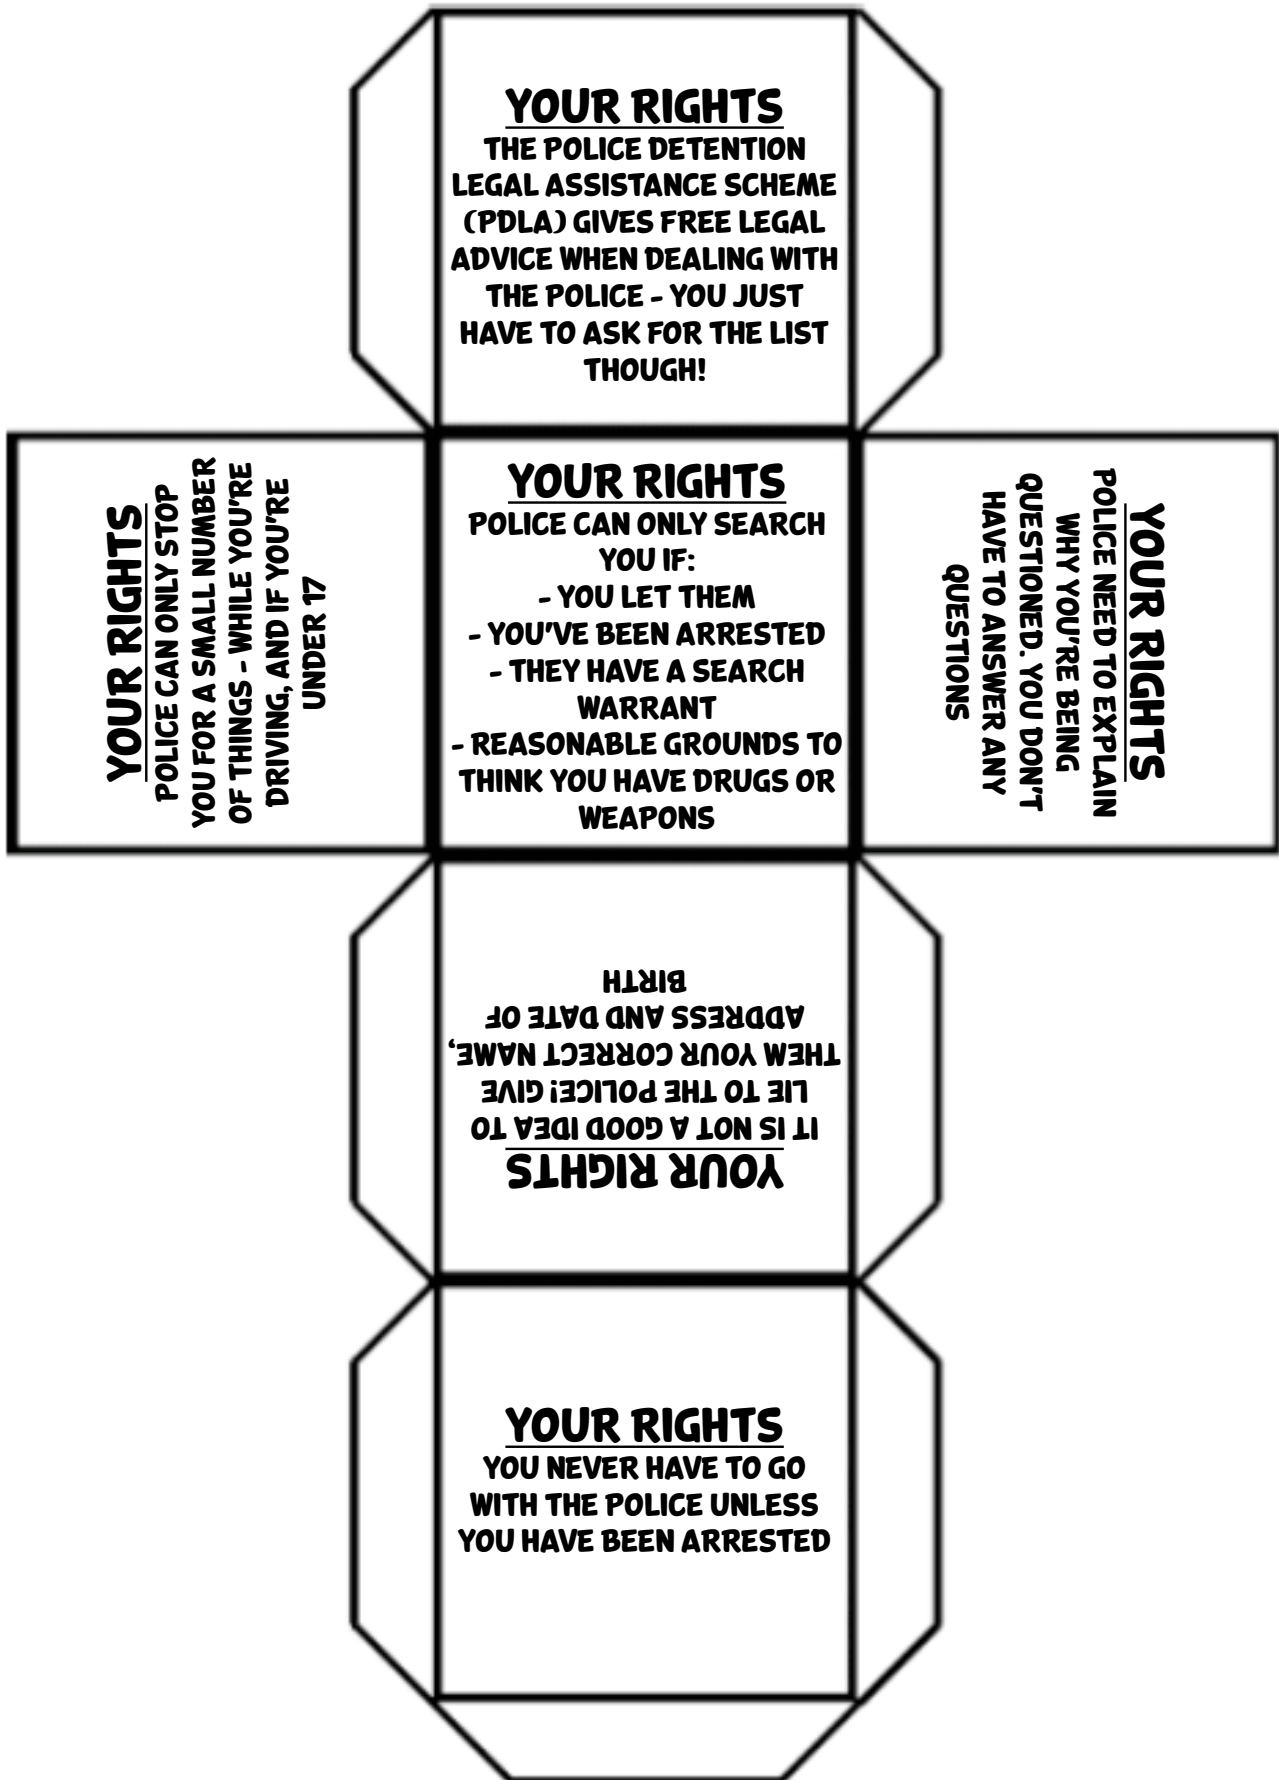 YOUR RIGHTS
THE POLICE DETENTION
LEGAL ASSISTANCE SCHEME
(PDLA) GIVES FREE LEGAL
ADVICE WHEN DEALING WITH
THE POLICE - YOU JUST
HAVE TO ASK FOR THE LIST
THOUGH!
YOUR RIGHTS
POLICE CAN ONLY STOP
YOU FOR A SMALL NUMBER
OF THINGS - WHILE YOU'RE
DRIVING, AND IF YOU'RE
UNDER 17
YOUR RIGHTS
POLICE CAN ONLY SEARCH
YOU IF:
- YOU LET THEM
- YOU'VE BEEN ARRESTED
- THEY HAVE A SEARCH
WARRANT
- REASONABLE GROUNDS TO
THINK YOU HAVE DRUGS OR
WEAPONS
YOUR RIGHTS
POLICE NEED TO EXPLAIN
WHY YOU'RE BEING
QUESTIONED. YOU DON'T
HAVE TO ANSWER ANY
QUESTIONS
YOUR RIGHTS
IT IS NOT A GOOD IDEA TO
LIE TO THE POLICE! GIVE
THEM YOUR CORRECT NAME,
ADDRESS AND DATE OF
BIRTH
YOUR RIGHTS
YOU NEVER HAVE TO GO
WITH THE POLICE UNLESS
YOU HAVE BEEN ARRESTED